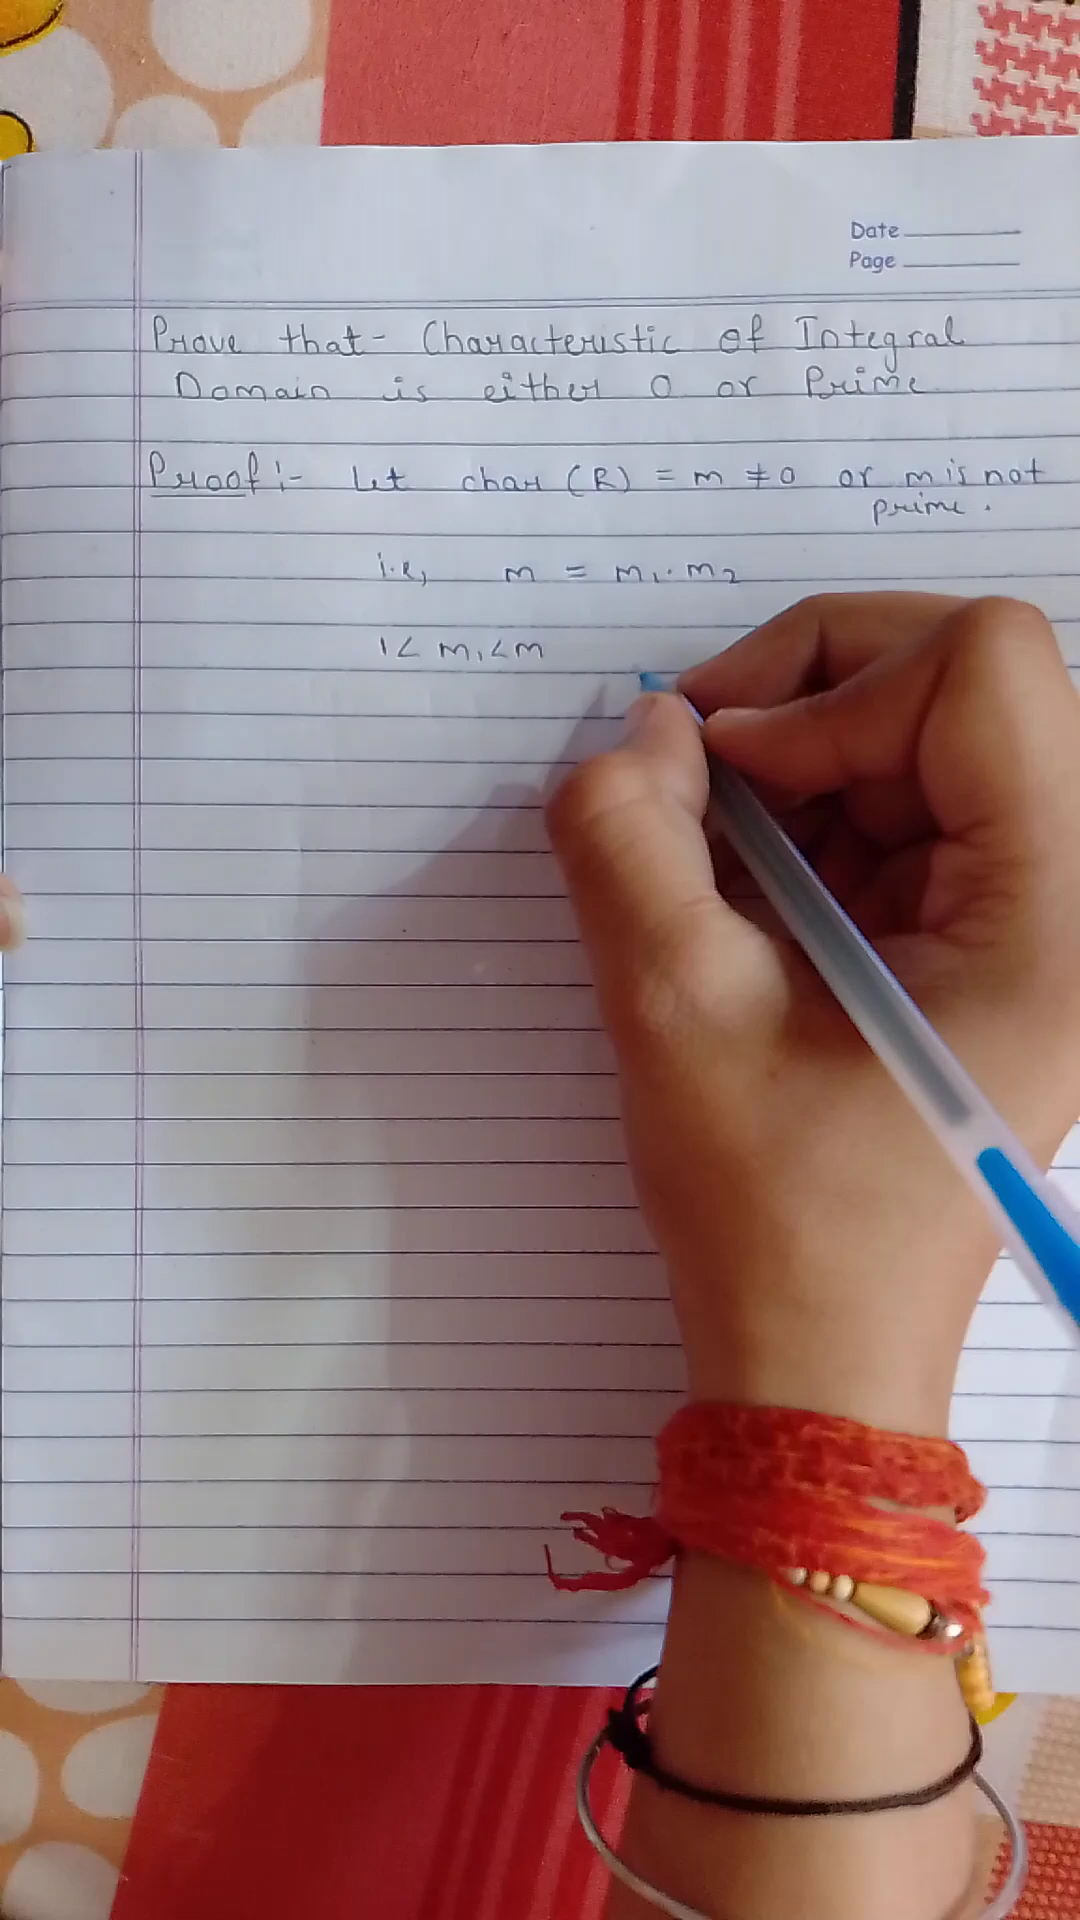 Date
Page
Prove that - Characteristic of Integral
Domain is either 0 or Prime
Proof :- Let char (R) = m ≠ 0 or m is not
prime.
i.e, m = m₁. m₂
1 < m₁ < m